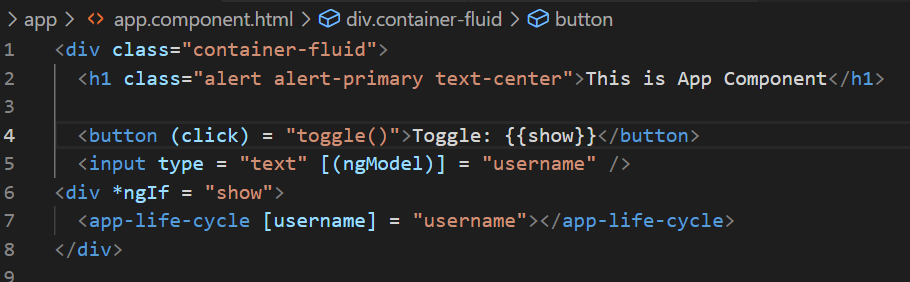 > app > <> app.component.html > div.container-fluid > button
1 <div class="container-fluid">
2 <h1 class="alert alert-primary text-center">This is App Component</h1>
3
4 <button (click) = "toggle()">Toggle: {{show}}</button>
5 <input type = "text" [(ngModel)] = "username" />
6 <div *ngIf = "show">
7 <app-life-cycle [username] = "username"></app-life-cycle>
8 </div>
9